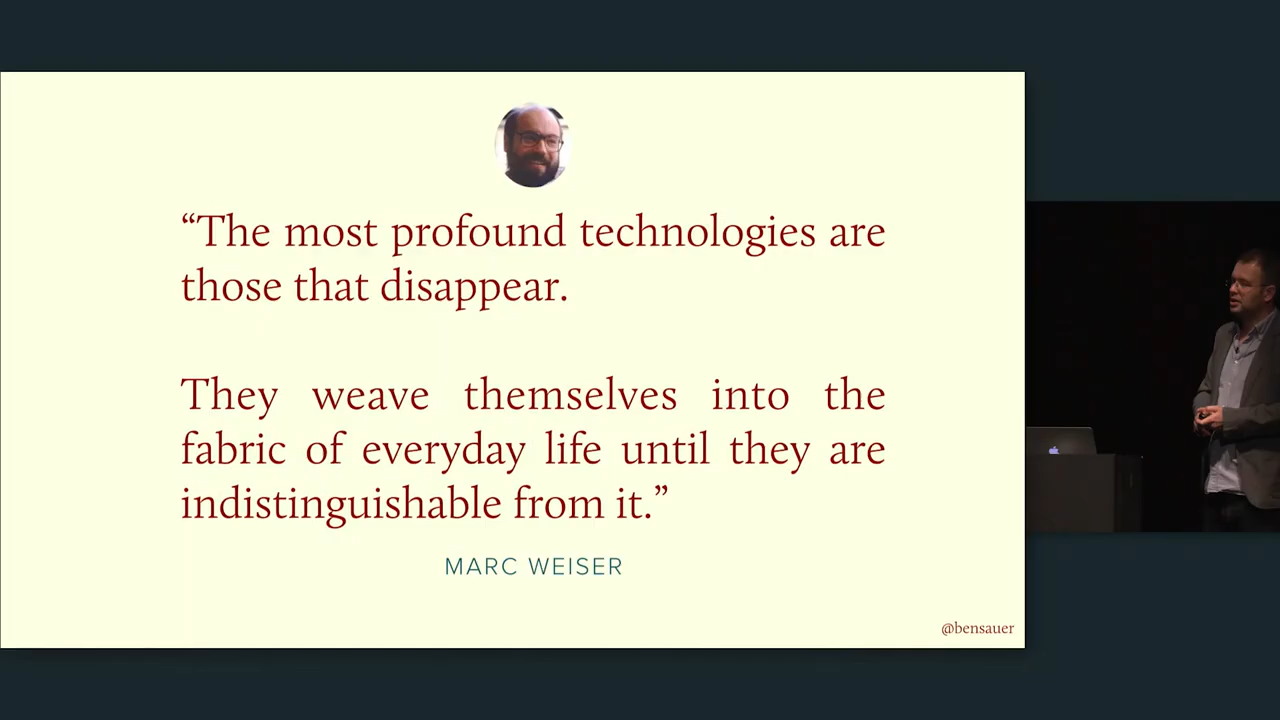 “The most profound technologies are
those that disappear.
They weave themselves into the
fabric of everyday life until they are
indistinguishable from it.”
MARC WEISER
@bensauer